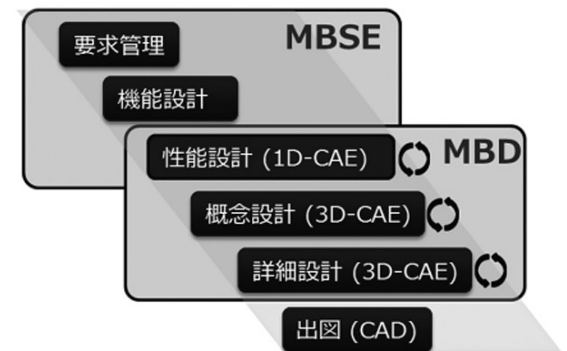 要求管理
MBSE
機能設計
性能設計 (1D-CAE)
MBD
概念設計 (3D-CAE)
詳細設計 (3D-CAE)
出図 (CAD)